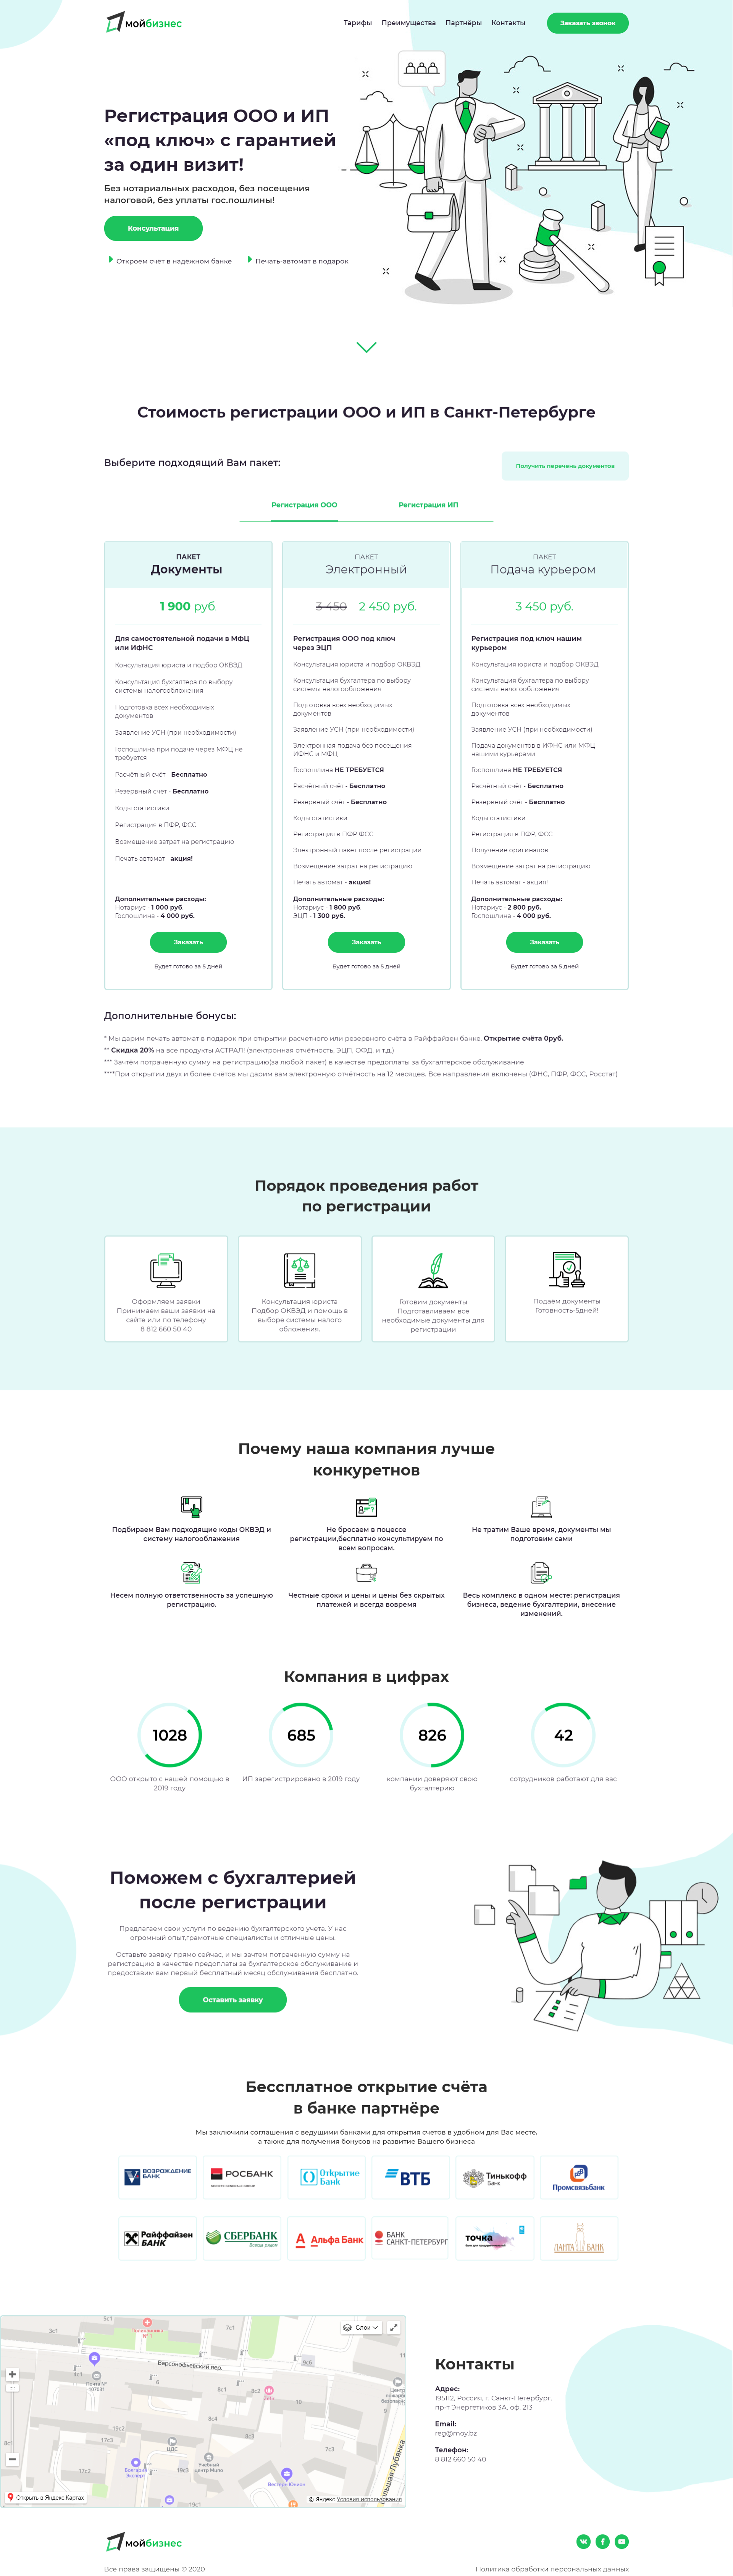 мойбизнес
Тарифы Преимущества Партнёры Контакты
Заказать звонок
Регистрация ООО и ИП
«под ключ» с гарантией
за один визит!
Без нотариальных расходов, без посещения
налоговой, без уплаты гос.пошлины!
Консультация
Откроем счёт в надёжном банке
Печать-автомат в подарок
Стоимость регистрации ООО и ИП в Санкт-Петербурге
Выберите подходящий Вам пакет:
Получить перечень документов
Регистрация ООО
Регистрация ИП
ПАКЕТ
Документы
1 900 руб.
Для самостоятельной подачи в МФЦ
или ИФНС
Консультация юриста и подбор ОКВЭД
Консультация бухгалтера по выбору
системы налогообложения
Подготовка всех необходимых
документов
Заявление УСН (при необходимости)
Госпошлина при подаче через МФЦ не
требуется
Расчётный счёт - Бесплатно
Резервный счёт - Бесплатно
Коды статистики
Регистрация в ПФР, ФСС
Возмещение затрат на регистрацию
Печать автомат - акция!
Дополнительные расходы:
Нотариус - 1 000 руб.
Госпошлина - 4 000 руб.
Заказать
Будет готово за 5 дней
ПАКЕТ
Электронный
3 450 2 450 руб.
Регистрация ООО под ключ
через ЭЦП
Консультация юриста и подбор ОКВЭД
Консультация бухгалтера по выбору
системы налогообложения
Подготовка всех необходимых
документов
Заявление УСН (при необходимости)
Электронная подача без посещения
ИФНС и МФЦ
Госпошлина НЕ ТРЕБУЕТСЯ
Расчётный счёт - Бесплатно
Резервный счёт - Бесплатно
Коды статистики
Регистрация в ПФР ФСС
Электронный пакет после регистрации
Возмещение затрат на регистрацию
Печать автомат - акция!
Дополнительные расходы:
Нотариус - 1 800 руб.
ЭЦП - 1 300 руб.
Заказать
Будет готово за 5 дней
ПАКЕТ
Подача курьером
3 450 руб.
Регистрация под ключ нашим
курьером
Консультация юриста и подбор ОКВЭД
Консультация бухгалтера по выбору
системы налогообложения
Подготовка всех необходимых
документов
Заявление УСН (при необходимости)
Подача документов в ИФНС или МФЦ
нашими курьерами
Госпошлина НЕ ТРЕБУЕТСЯ
Расчётный счёт - Бесплатно
Резервный счёт - Бесплатно
Коды статистики
Регистрация в ПФР, ФСС
Получение оригиналов
Возмещение затрат на регистрацию
Печать автомат - акция!
Дополнительные расходы:
Нотариус - 2 800 руб.
Госпошлина - 4 000 руб.
Заказать
Будет готово за 5 дней
Дополнительные бонусы:
* Мы дарим печать автомат в подарок при открытии расчетного или резервного счёта в Райффайзен банке. Открытие счёта 0руб.
** Скидка 20% на все продукты АСТРАЛ! (электронная отчётность, ЭЦП, ОФД, и т.д.)
*** Зачтём потраченную сумму на регистрацию(за любой пакет) в качестве предоплаты за бухгалтерское обслуживание
****При открытии двух и более счётов мы дарим вам электронную отчётность на 12 месяцев. Все направления включены (ФНС, ПФР, ФСС, Росстат)
Порядок проведения работ
по регистрации
Оформляем заявки
Принимаем ваши заявки на
сайте или по телефону
8 812 660 50 40
Консультация юриста
Подбор ОКВЭД и помощь в
выборе системы налого
обложения.
Готовим документы
Подготавливаем все
необходимые документы для
регистрации
Подаём документы
Готовность-5дней!
Почему наша компания лучше
конкуретнов
Подбираем Вам подходящие коды ОКВЭД и
систему налогооблажения
Не бросаем в поцессе
регистрации,бесплатно консультируем по
всем вопросам.
Не тратим Ваше время, документы мы
подготовим сами
Несем полную ответственность за успешную
регистрацию.
Честные сроки и цены и цены без скрытых
платежей и всегда вовремя
Весь комплекс в одном месте: регистрация
бизнеса, ведение бухгалтерии, внесение
изменений.
Компания в цифрах
1028
ООО открыто с нашей помощью в
2019 году
685
ИП зарегистрировано в 2019 году
826
компании доверяют свою
бухгалтерию
42
сотрудников работают для вас
Поможем с бухгалтерией
после регистрации
Предлагаем свои услуги по ведению бухгалтерского учета. У нас
огромный опыт,грамотные специалисты и отличные цены.
Оставьте заявку прямо сейчас, и мы зачтем потраченную сумму на
регистрацию в качестве предоплаты за бухгалтерское обслуживание и
предоставим вам первый бесплатный месяц обслуживания бесплатно.
Оставить заявку
Бессплатное открытие счёта
в банке партнёре
Мы заключили соглашения с ведущими банками для открытия счетов в удобном для Вас месте,
а также для получения бонусов на развитие Вашего бизнеса
ВОЗРОЖДЕНИЕ
БАНК
РОСБАНК
SOCIETE GENERALE GROUP
Открытие
Банк
ВТБ
Тинькофф
Банк
Промсвязьбанк
Райффайзен
БАНК
СБЕРБАНК
Всегда рядом
Альфа Банк
БАНК
САНКТ-ПЕТЕРБУРГ
точка
ЛАНТА БАНК
Слои
Варсонофьевский пер.
Большая Лубянка
Открыть в Яндекс Картах
© Яндекс Условия использования
Контакты
Адрес:
195112, Россия, г. Санкт-Петербург,
пр-т Энергетиков 3А, оф. 213
Email:
reg@moy.bz
Телефон:
8 812 660 50 40
мойбизнес
Все права защищены © 2020
Политика обработки персональных данных